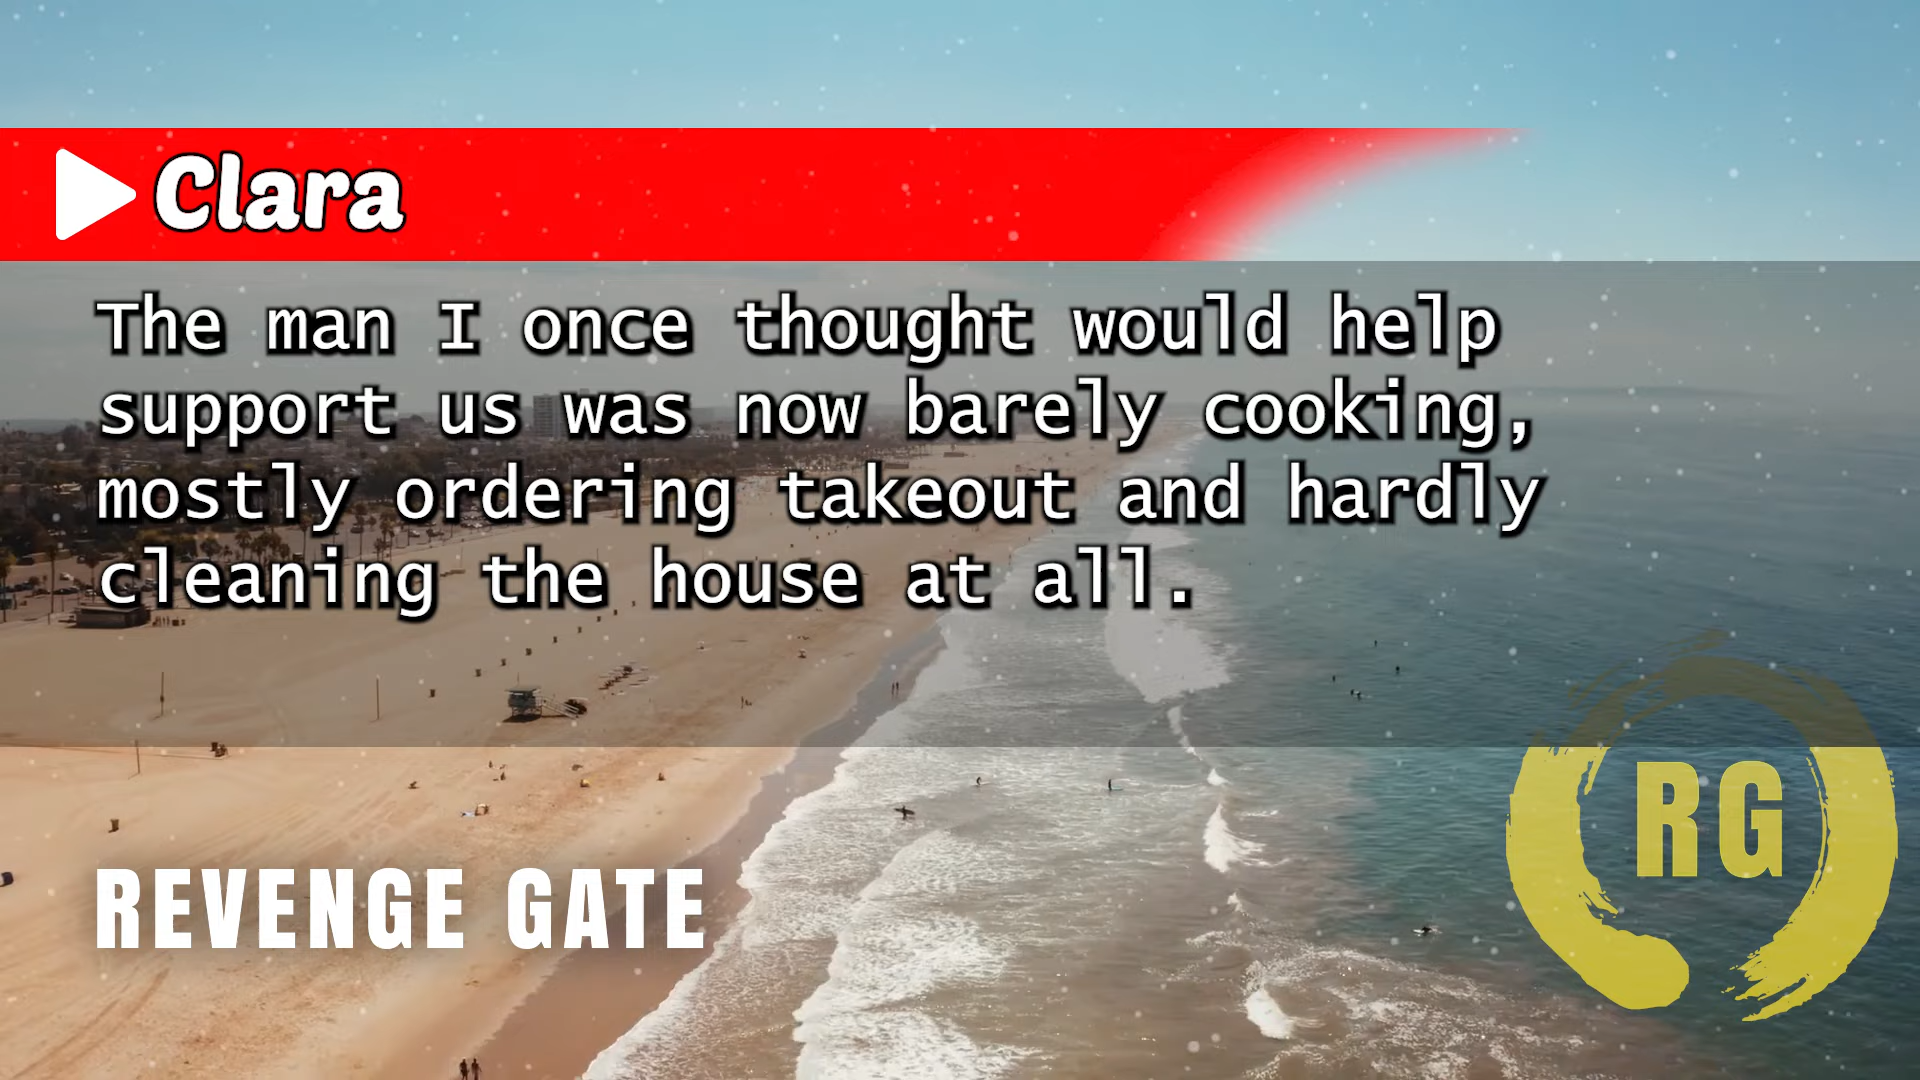 Clara
The man I once thought would help
support us was now barely cooking,
mostly ordering takeout and hardly
cleaning the house at all.
RG
REVENGE GATE